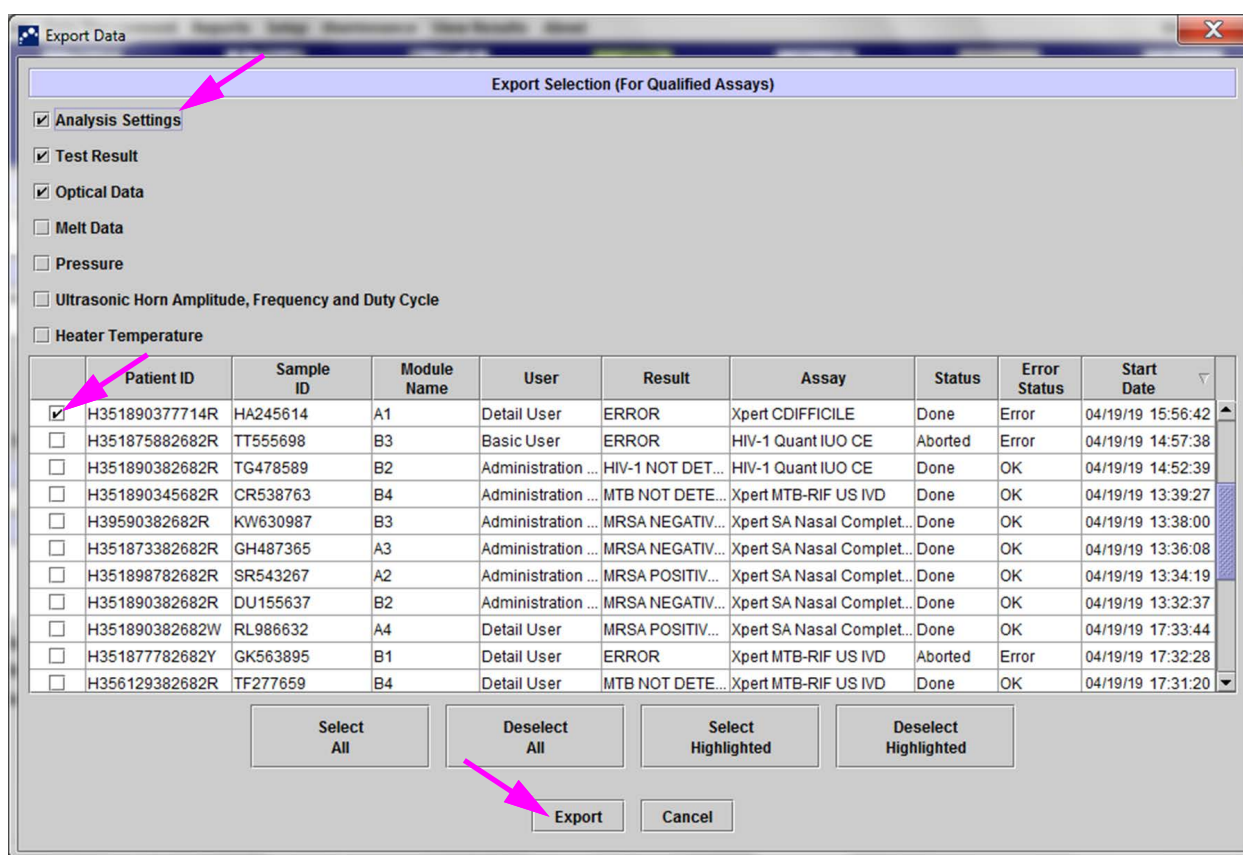 Export Data
Export Selection (For Qualified Assays)
Analysis Settings
Test Result
Optical Data
Melt Data
Pressure
Ultrasonic Horn Amplitude, Frequency and Duty Cycle
Heater Temperature
Patient ID Sample ID Module Name User Result Assay Status Error Status Start Date
H351890377714R HA245614 A1 Detail User ERROR Xpert CDIFFICILE Done Error 04/19/19 15:56:42
H351875882682R TT555698 B3 Basic User ERROR HIV-1 Quant IUO CE Aborted Error 04/19/19 14:57:38
H351890382682R TG478589 B2 Administration ... HIV-1 NOT DET... HIV-1 Quant IUO CE Done OK 04/19/19 14:52:39
H351890345682R CR538763 B4 Administration ... MTB NOT DETE... Xpert MTB-RIF US IVD Done OK 04/19/19 13:39:27
H39590382682R KW630987 B3 Administration ... MRSA NEGATIV... Xpert SA Nasal Complet... Done OK 04/19/19 13:38:00
H351873382682R GH487365 A3 Administration ... MRSA NEGATIV... Xpert SA Nasal Complet... Done OK 04/19/19 13:36:08
H351898782682R SR543267 A2 Administration ... MRSA POSITIV... Xpert SA Nasal Complet... Done OK 04/19/19 13:34:19
H351890382682R DU155637 B2 Administration ... MRSA NEGATIV... Xpert SA Nasal Complet... Done OK 04/19/19 13:32:37
H351890382682W RL986632 A4 Detail User MRSA POSITIV... Xpert SA Nasal Complet... Done OK 04/19/19 17:33:44
H351877782682Y GK563895 B1 Detail User ERROR Xpert MTB-RIF US IVD Aborted Error 04/19/19 17:32:28
H356129382682R TF277659 B4 Detail User MTB NOT DETE... Xpert MTB-RIF US IVD Done OK 04/19/19 17:31:20
Select All Deselect All Select Highlighted Deselect Highlighted
Export Cancel